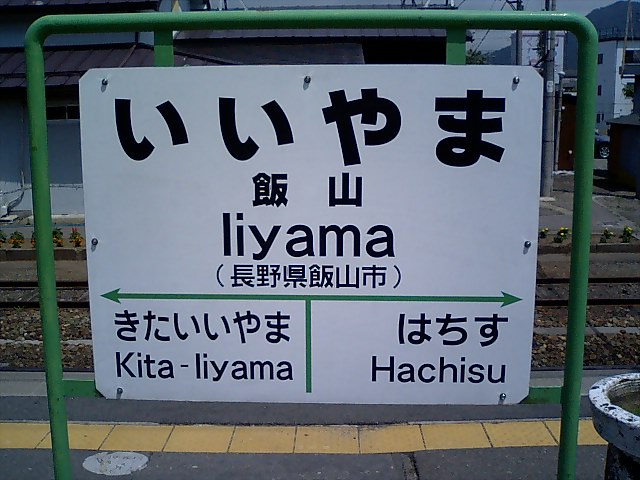 いいやま
飯山
Iiyama
(長野県飯山市)
きたいいやま はちす
Kita-Iiyama Hachisu